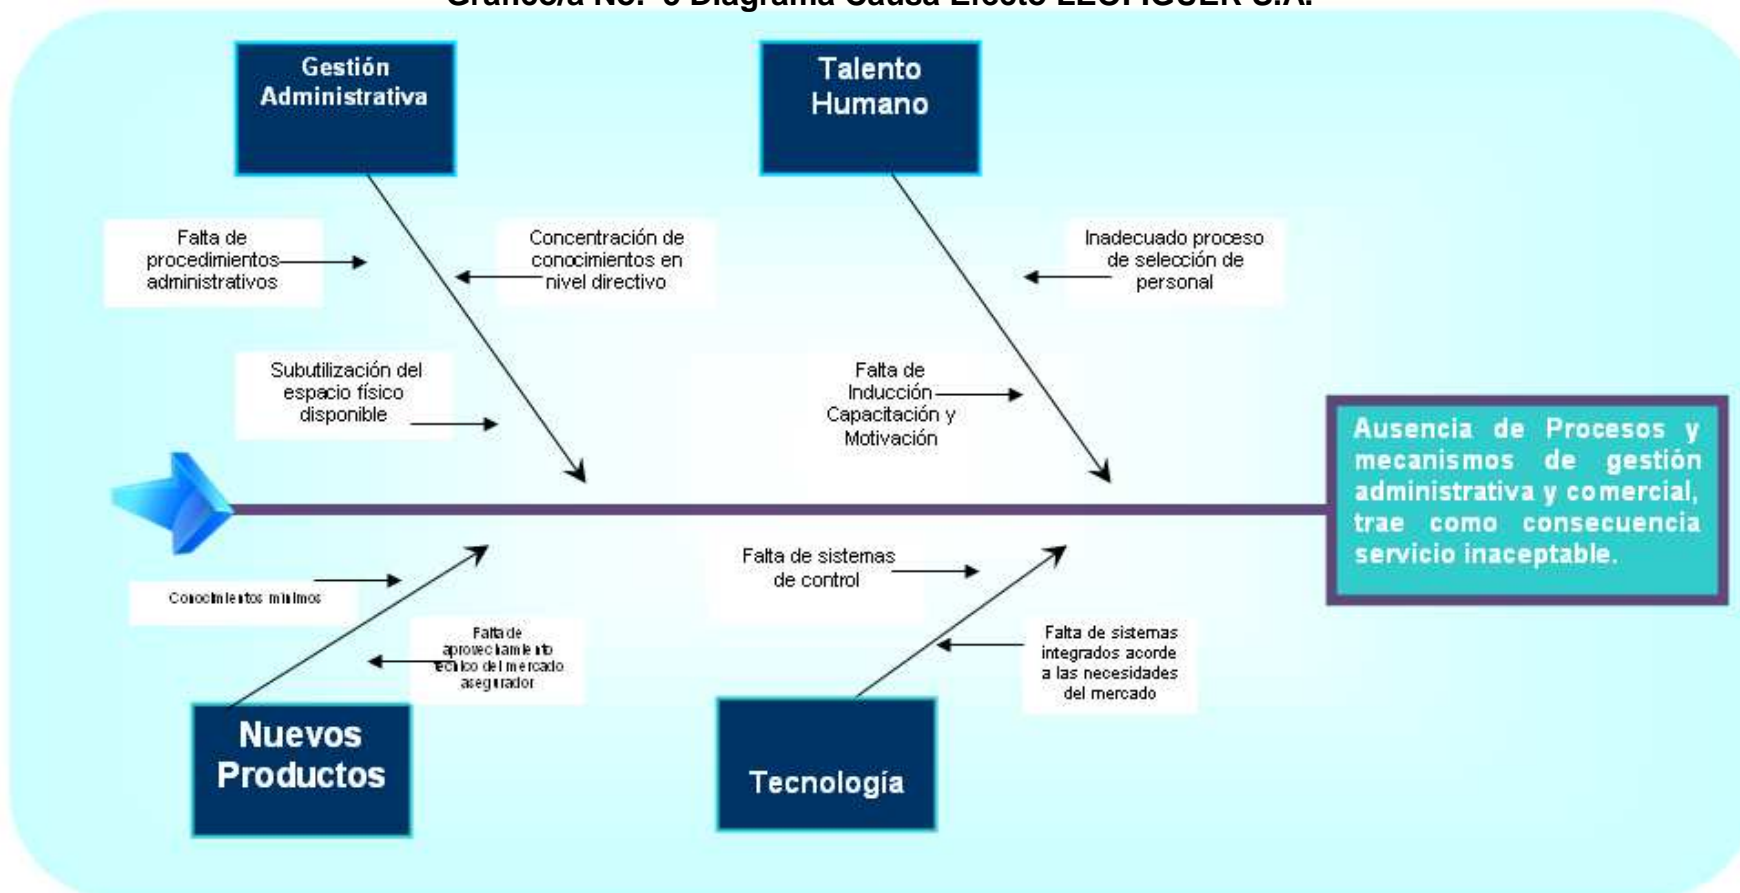 Gestión
Administrativa
Talento
Humano
Falta de
procedimientos
administrativos
Concentración de
conocimientos en
nivel directivo
Inadecuado proceso
de selección de
personal
Subutilización del
espacio físico
disponible
Falta de
Inducción
Capacitación y
Motivación
Ausencia de Procesos y
mecanismos de gestión
administrativa y comercial,
trae como consecuencia
servicio inaceptable.
Conocimientos mínimos
Falta de sistemas
de control
Falta de
aprovechamiento
técnico del mercado
asegurador
Falta de sistemas
integrados acorde
a las necesidades
del mercado
Nuevos
Productos
Tecnología